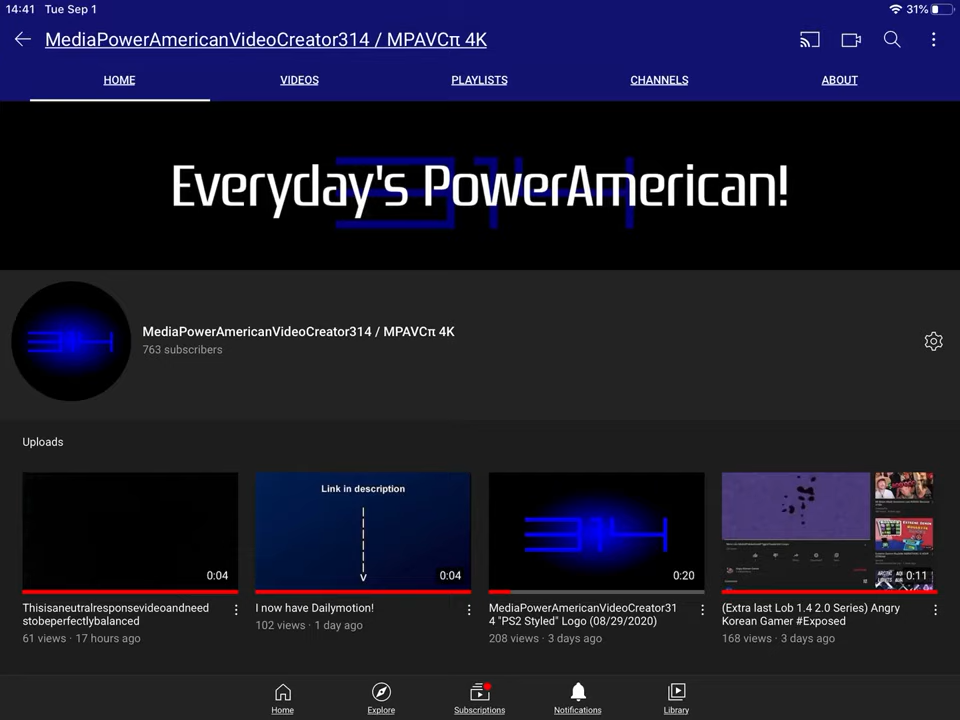 14:41 Tue Sep 1 31%
MediaPowerAmericanVideoCreator314 / MPAVCπ 4K
HOME VIDEOS PLAYLISTS CHANNELS ABOUT
314
Everyday's PowerAmerican!
314
MediaPowerAmericanVideoCreator314 / MPAVCπ 4K
763 subscribers
Uploads
Link in description
314
0:04 0:04 0:20 0:11
Thisisaneutralresponsevideoandneed
stobeperfectlybalanced
61 views · 17 hours ago
I now have Dailymotion!
102 views · 1 day ago
MediaPowerAmericanVideoCreator31
4 "PS2 Styled" Logo (08/29/2020)
208 views · 3 days ago
(Extra last Lob 1.4 2.0 Series) Angry
Korean Gamer #Exposed
168 views · 3 days ago
Home Explore Subscriptions Notifications Library